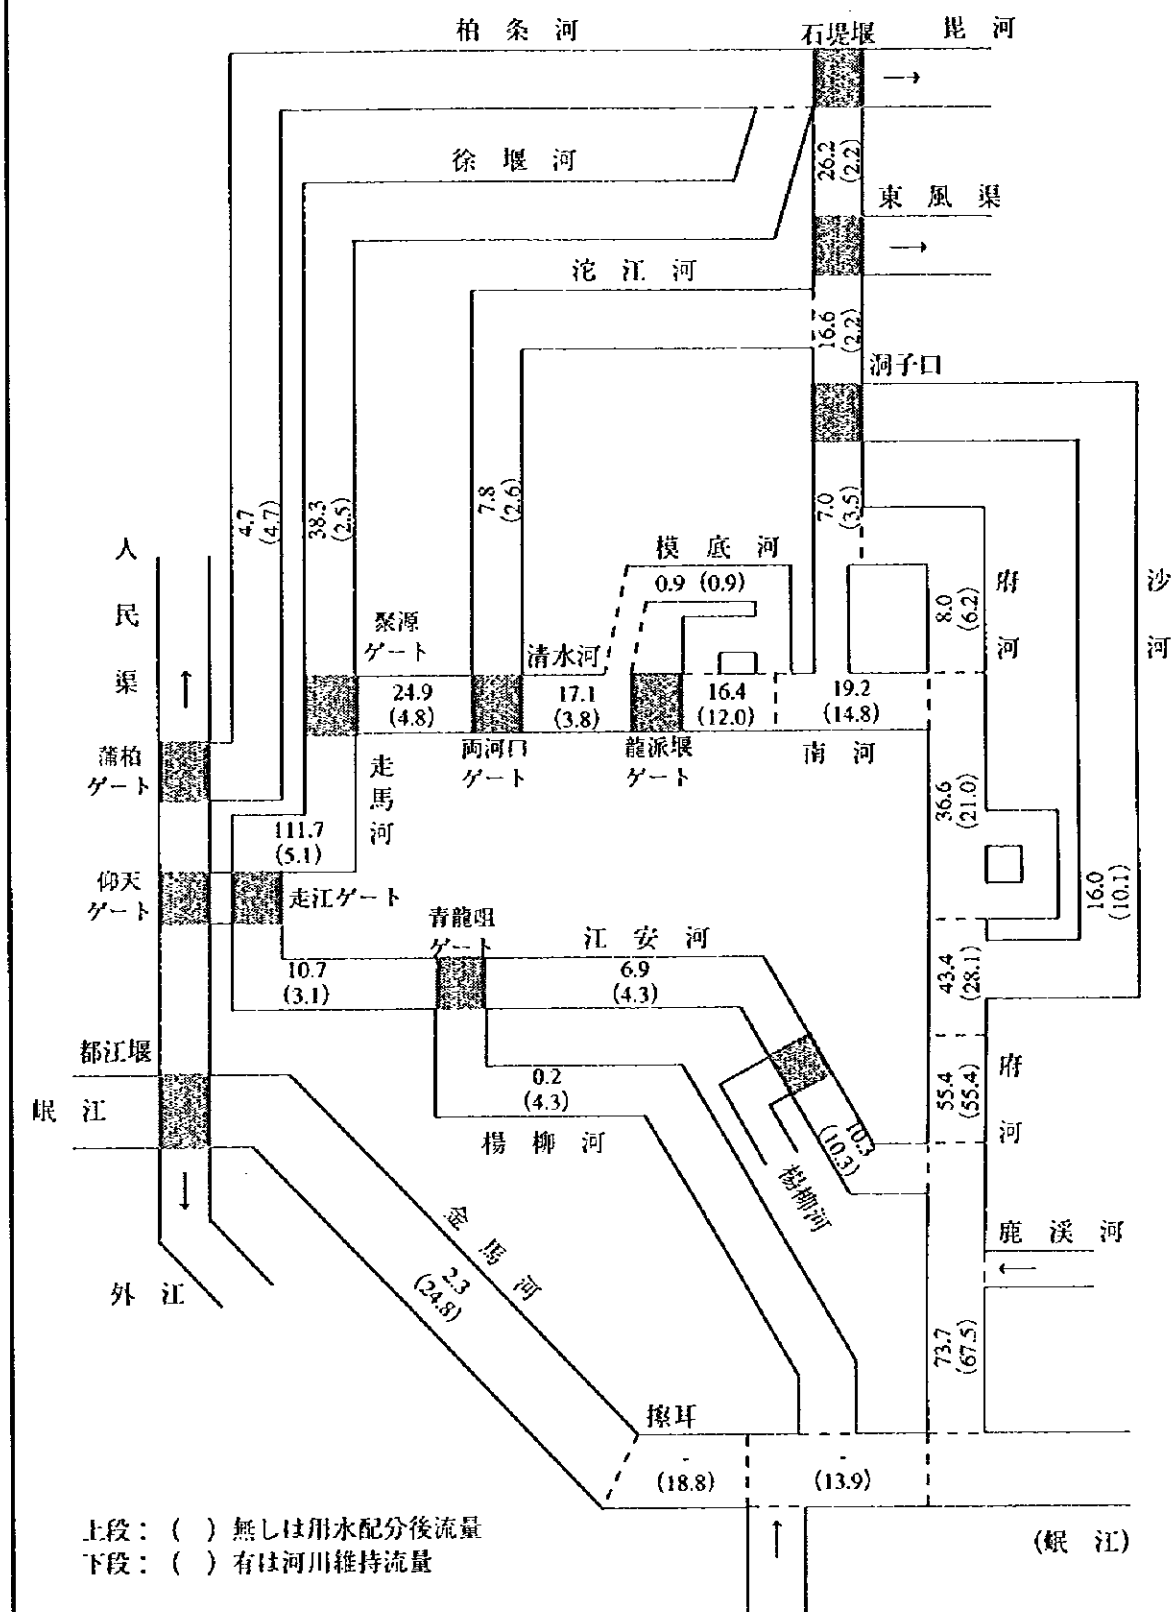 柏条河
石堤堰
毘河
26.2
(2.2)
徐堰河
東風渠
沱江河
16.6
(2.2)
洞子口
4.7
(4.7)
38.3
(2.5)
7.8
(2.6)
7.0
(3.5)
人民渠
模底河
0.9 (0.9)
府河
8.0
(6.2)
沙河
聚源
ゲート
清水河
24.9
(4.8)
17.1
(3.8)
16.4
(12.0)
19.2
(14.8)
両河口
ゲート
龍派堰
ゲート
南河
蒲柏
ゲート
走馬河
36.6
(21.0)
111.7
(5.1)
仰天
ゲート
走江ゲート
16.0
(10.1)
青龍咀
ゲート
江安河
10.7
(3.1)
6.9
(4.3)
43.4
(28.1)
都江堰
岷江
0.2
(4.3)
楊柳河
55.4
(55.4)
府河
10.3
(10.3)
楊柳河
金馬河
鹿渓河
外江
2.3
(24.8)
73.7
(67.5)
擦耳
-
(18.8)
-
(13.9)
上段：（ ）無しは用水配分後流量
下段：（ ）有は河川維持流量
(岷江)